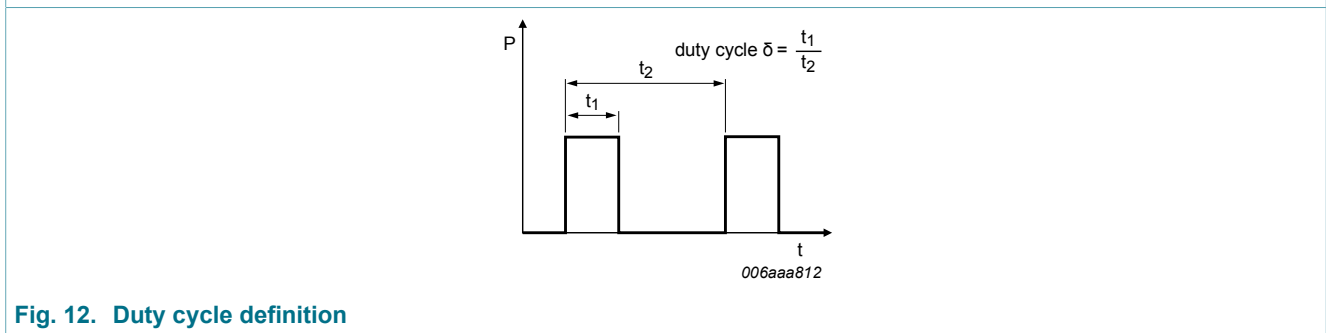 P
duty cycle δ = t1
t2
t2
t1
t
006aaa812
Fig. 12. Duty cycle definition